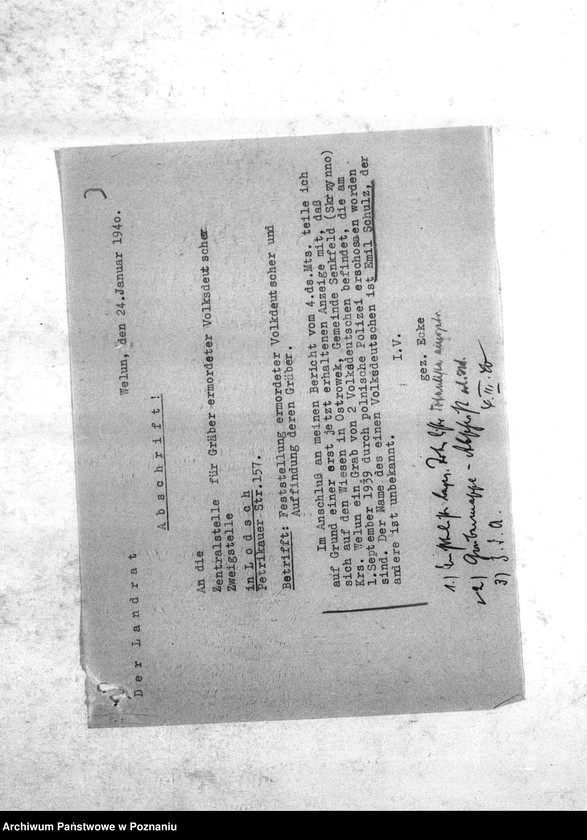 Der Landrat
Welun, den 24.Januar 1940.
Abschrift!
An die
Zentralstelle für Gräber ermordeter Volksdeutscher
Zweigstelle
in Lodsch
Petrikauer Str.157.
Betrifft: Feststellung ermordeter Volkdeutscher und
Auffindung deren Gräber.
Im Anschluß an meinen Bericht vom 4.ds.Mts. teile ich
auf Grund einer erst jetzt erhaltenen Anzeige mit, daß
sich auf den Wiesen in Ostrowek, Gemeinde Senkfeld (Skrzynno)
Krs. Welun ein Grab von 2 Volksdeutschen befindet, die am
1.September 1939 durch polnische Polizei erschossen worden
sind. Der Name des einen Volksdeutschen ist Emil Schulz, der
andere ist unbekannt.
I.V.
gez. Ecke
1.)
2)
3)
Archiwum Państwowe w Poznaniu